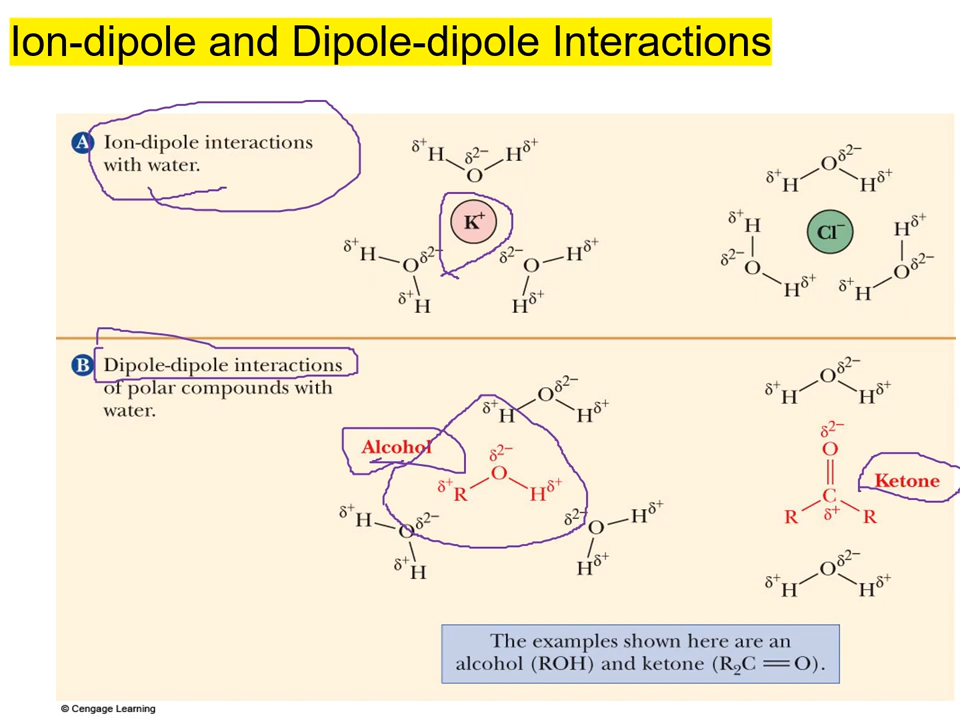 Ion-dipole and Dipole-dipole Interactions
A Ion-dipole interactions
with water.
δ⁺H δ²⁻ O Hδ⁺
K⁺
δ⁺H Oδ²⁻ δ²⁻O Hδ⁺
δ⁺H Hδ⁺
δ⁺H Oδ²⁻ Hδ⁺
δ⁺H Cl⁻ Hδ⁺
δ²⁻O Hδ⁺ δ⁺H Oδ²⁻
B Dipole-dipole interactions
of polar compounds with
water.
δ⁺H Oδ²⁻ Hδ⁺
Alcohol
δ²⁻
δ⁺R O Hδ⁺
δ⁺H Oδ²⁻ δ²⁻O Hδ⁺
δ⁺H Hδ⁺
δ⁺H Oδ²⁻ Hδ⁺
δ²⁻
O
Ketone
C
R δ⁺ R
δ⁺H Oδ²⁻ Hδ⁺
The examples shown here are an
alcohol (ROH) and ketone (R₂C=O).
© Cengage Learning